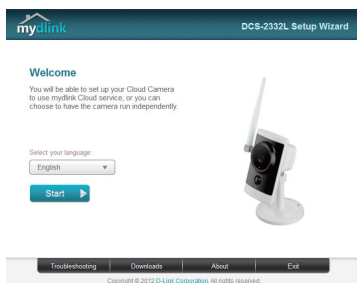 mydlink
DCS-2332L Setup Wizard
Welcome
You will be able to set up your Cloud Camera
to use mydlink Cloud service, or you can
choose to have the camera run independently.
Select your language:
English
Start
Troubleshooting
Downloads
About
Exit
Copyright © 2012 D-Link Corporation. All rights reserved.